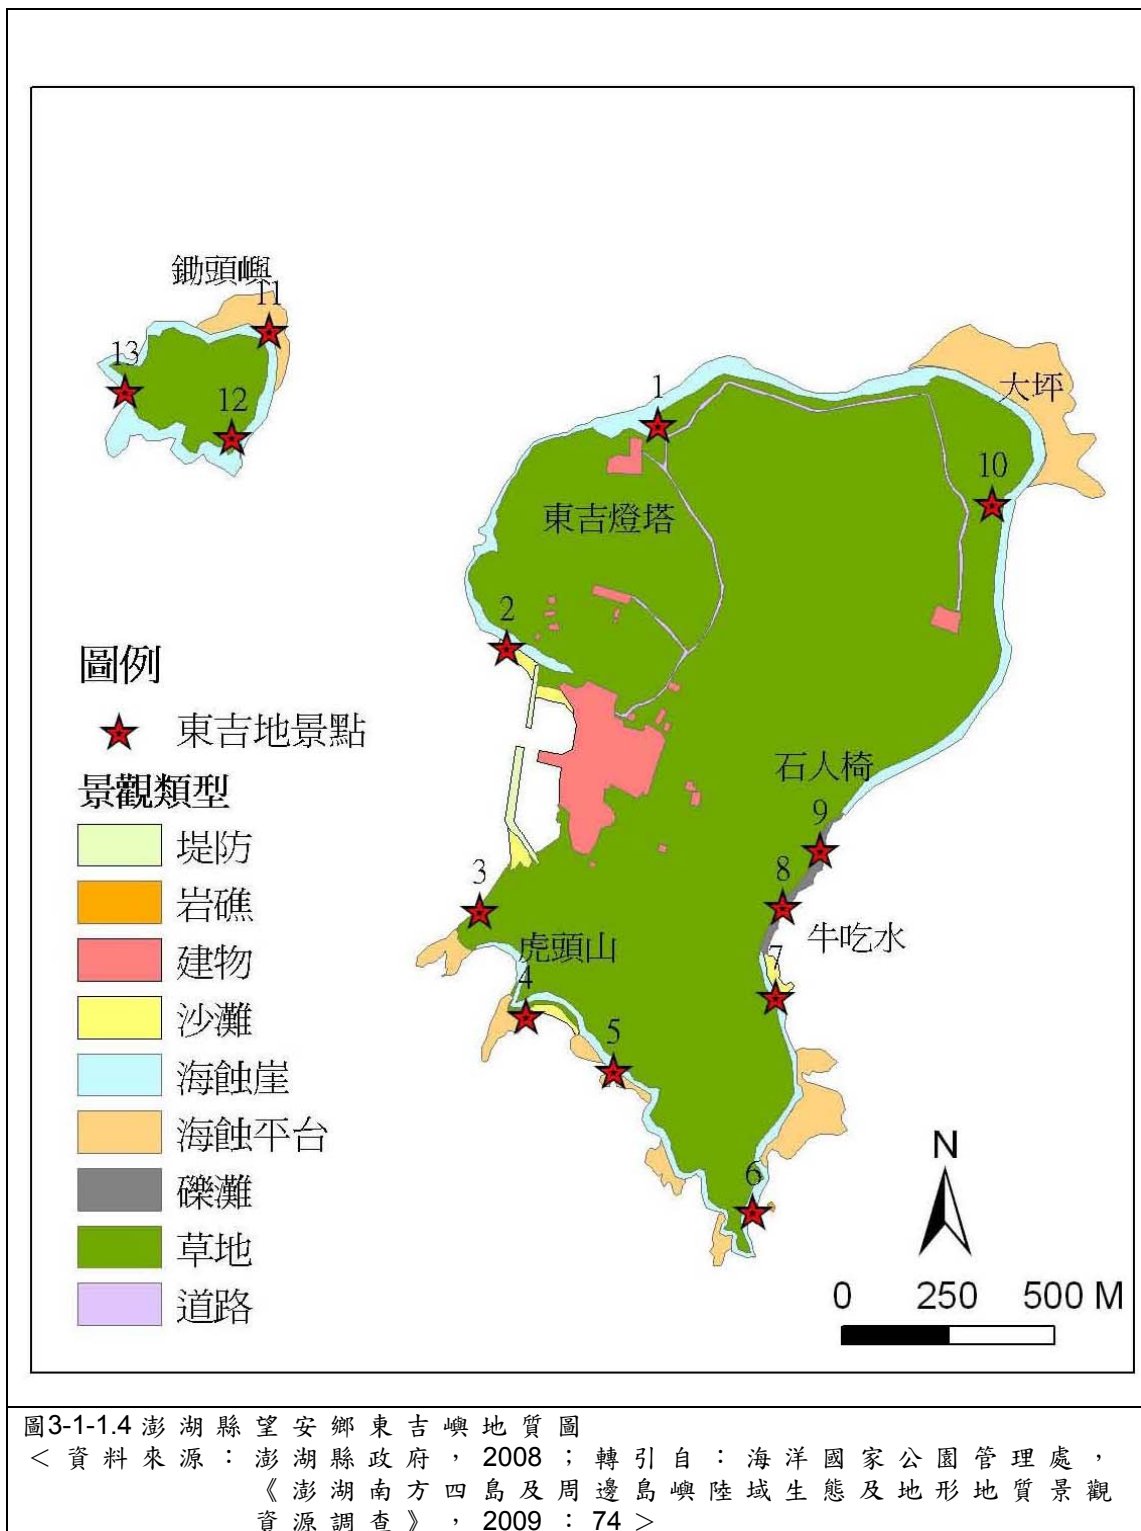 鋤頭嶼
11
13
12
1
大坪
10
東吉燈塔
2
圖例
東吉地景點
石人椅
景觀類型
9
堤防
8
3
岩礁
牛吃水
虎頭山
7
建物
4
沙灘
5
海蝕崖
海蝕平台
N
6
礫灘
草地
0 250 500 M
道路
圖3-1-1.4 澎湖縣望安鄉東吉嶼地質圖
＜資料來源：澎湖縣政府，2008；轉引自：海洋國家公園管理處，
《澎湖南方四島及周邊島嶼陸域生態及地形地質景觀
資源調查》，2009：74＞